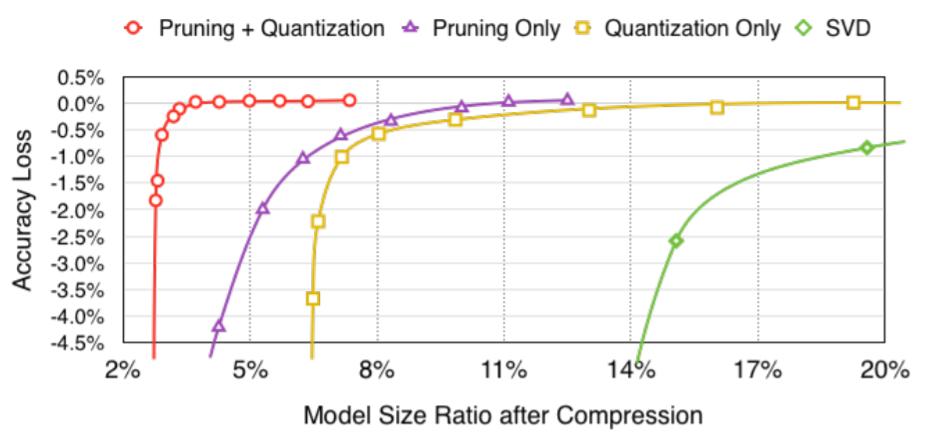 Pruning + Quantization Pruning Only Quantization Only SVD
0.5%
0.0%
-0.5%
-1.0%
-1.5%
-2.0%
-2.5%
-3.0%
-3.5%
-4.0%
-4.5%
Accuracy Loss
2% 5% 8% 11% 14% 17% 20%
Model Size Ratio after Compression